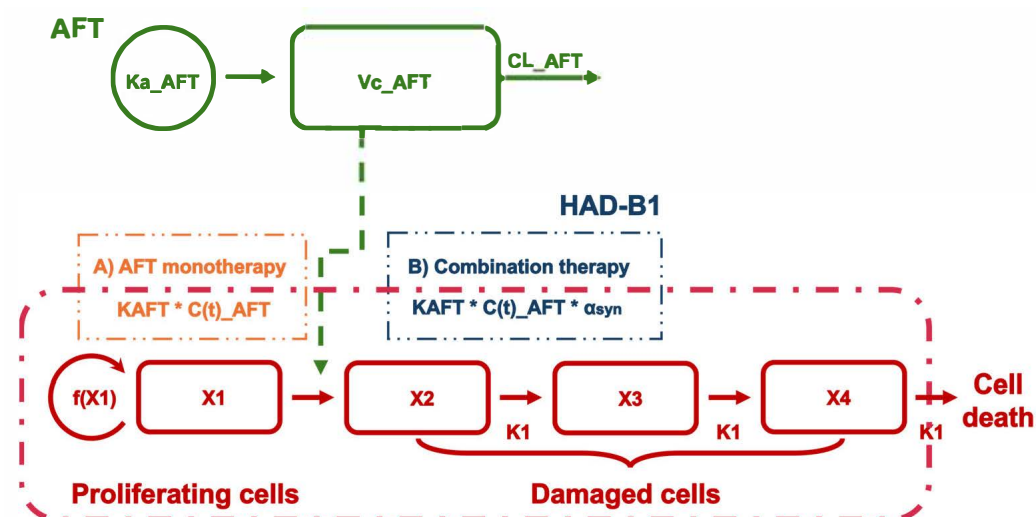 AFT
Ka_AFT
Vc_AFT
CL_AFT
HAD-B1
A) AFT monotherapy
KAFT * C(t)_AFT
B) Combination therapy
KAFT * C(t)_AFT * αsyn
f(X1)
X1
X2
X3
X4
K1
K1
K1
Cell
death
Proliferating cells
Damaged cells